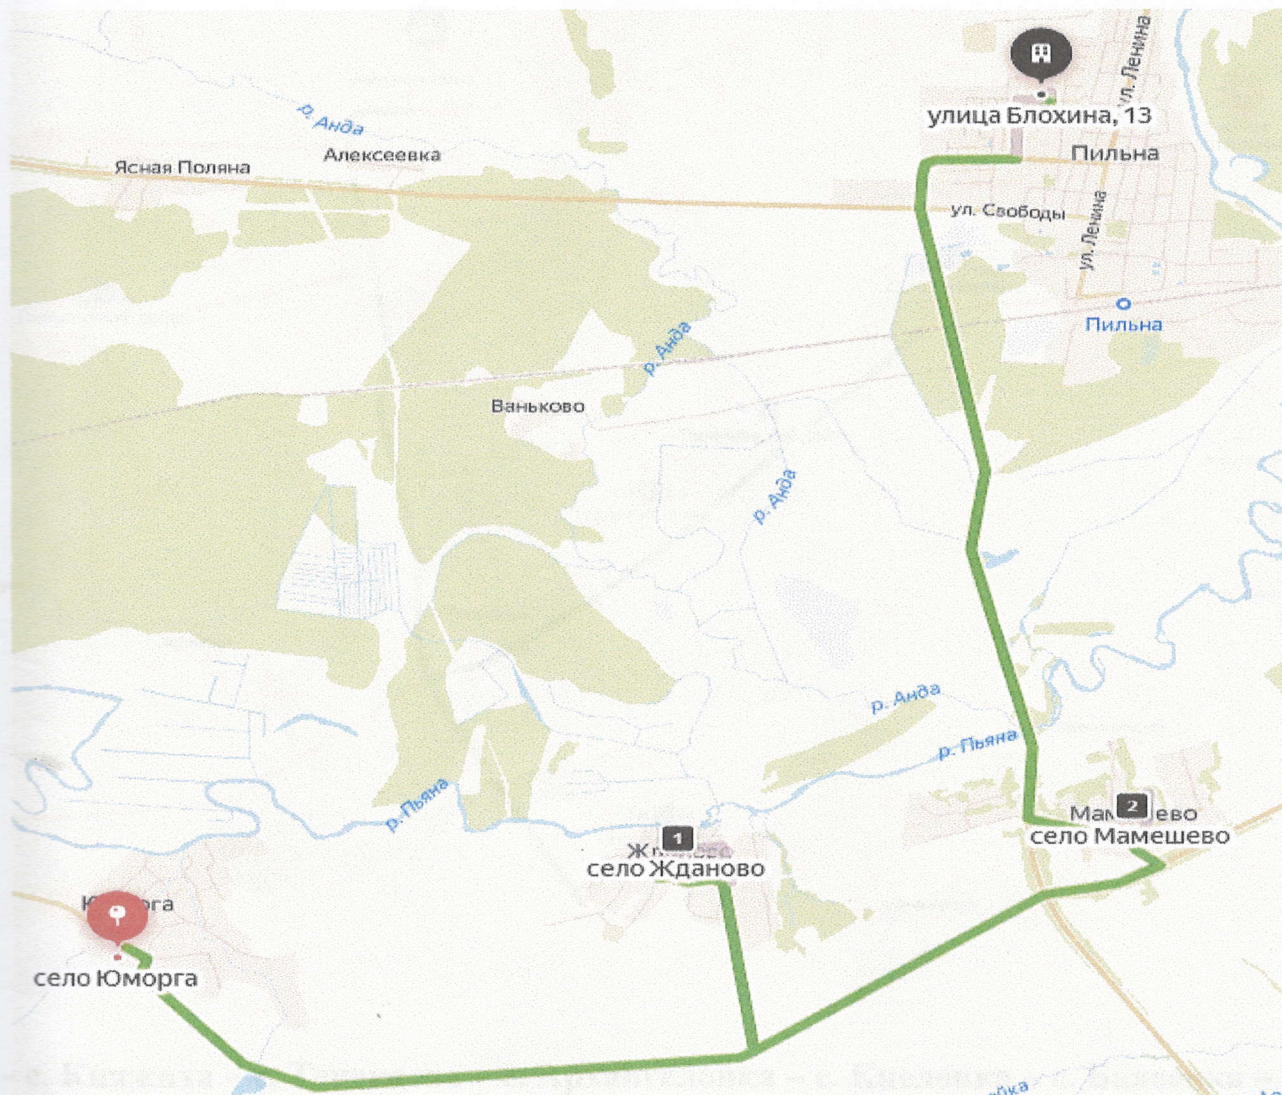 ул. Ленина
улица Блохина, 13
р. Анда
Ясная Поляна
Алексеевка
Пильна
ул. Свободы
ул. Ленина
Пильна
р. Анда
Ваньково
р. Анда
р. Анда
р. Пьяна
р. Пьяна
2
село Мамешево
1
село Жданово
село Юморга